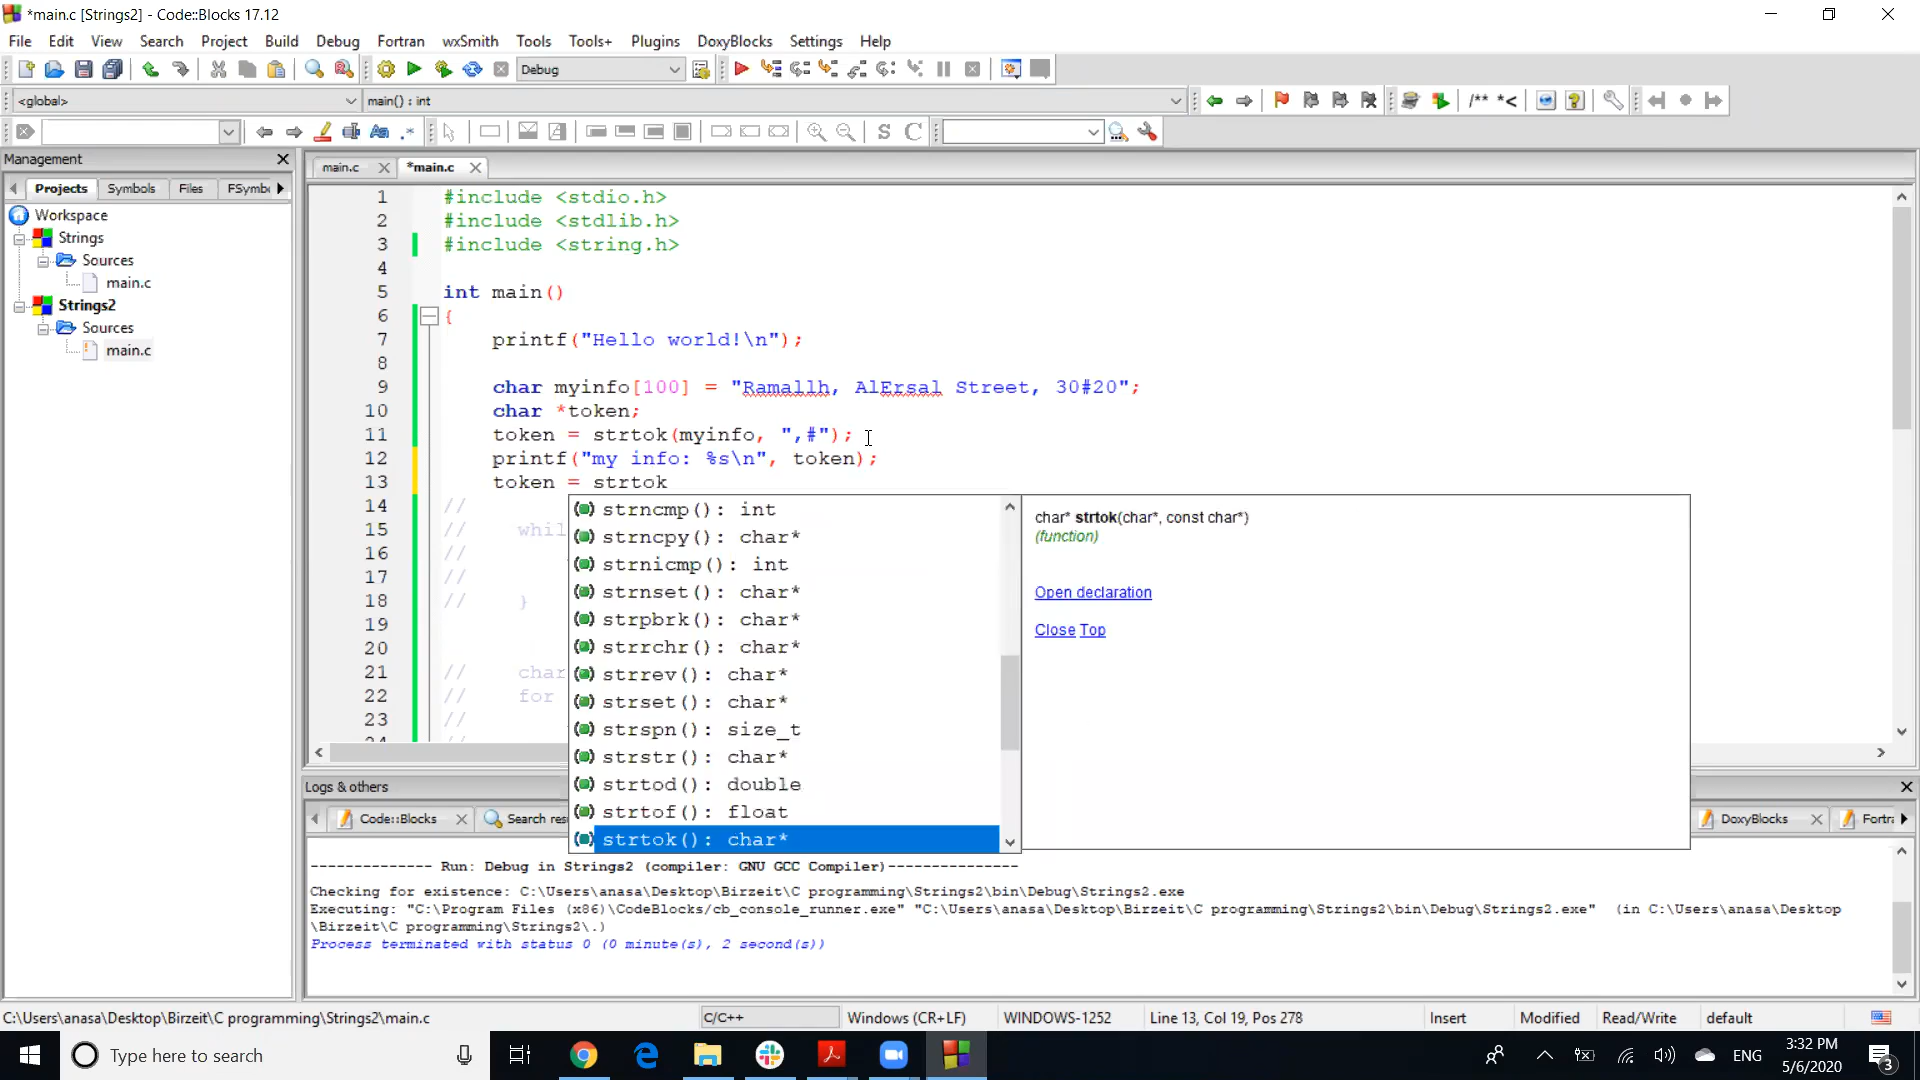 *main.c [Strings2] - Code::Blocks 17.12
File Edit View Search Project Build Debug Fortran wxSmith Tools Tools+ Plugins DoxyBlocks Settings Help
Debug
<global> main() : int
/** *<
S C
Management
Projects Symbols Files FSymb
main.c *main.c
Workspace
Strings
Sources
main.c
Strings2
Sources
main.c
1 #include <stdio.h>
2 #include <stdlib.h>
3 #include <string.h>
4
5 int main()
6 {
7 printf("Hello world!\n");
8
9 char myinfo[100] = "Ramallh, AlErsal Street, 30#20";
10 char *token;
11 token = strtok(myinfo, ",#");
12 printf("my info: %s\n", token);
13 token = strtok
14 //
15 // whil
16 //
17 //
18 // }
19
20
21 // char
22 // for
23 //
24
strncmp(): int
strncpy(): char*
strnicmp(): int
strnset(): char*
strpbrk(): char*
strrchr(): char*
strrev(): char*
strset(): char*
strspn(): size_t
strstr(): char*
strtod(): double
strtof(): float
strtok(): char*
char* strtok(char*, const char*)
(function)
Open declaration
Close Top
Logs & others
Code::Blocks Search res DoxyBlocks Fortra
-------------- Run: Debug in Strings2 (compiler: GNU GCC Compiler)---------------
Checking for existence: C:\Users\anasa\Desktop\Birzeit\C programming\Strings2\bin\Debug\Strings2.exe
Executing: "C:\Program Files (x86)\CodeBlocks/cb_console_runner.exe" "C:\Users\anasa\Desktop\Birzeit\C programming\Strings2\bin\Debug\Strings2.exe" (in C:\Users\anasa\Desktop
\Birzeit\C programming\Strings2\.)
Process terminated with status 0 (0 minute(s), 2 second(s))
C:\Users\anasa\Desktop\Birzeit\C programming\Strings2\main.c C/C++ Windows (CR+LF) WINDOWS-1252 Line 13, Col 19, Pos 278 Insert Modified Read/Write default
Type here to search
ENG
3:32 PM
5/6/2020
3